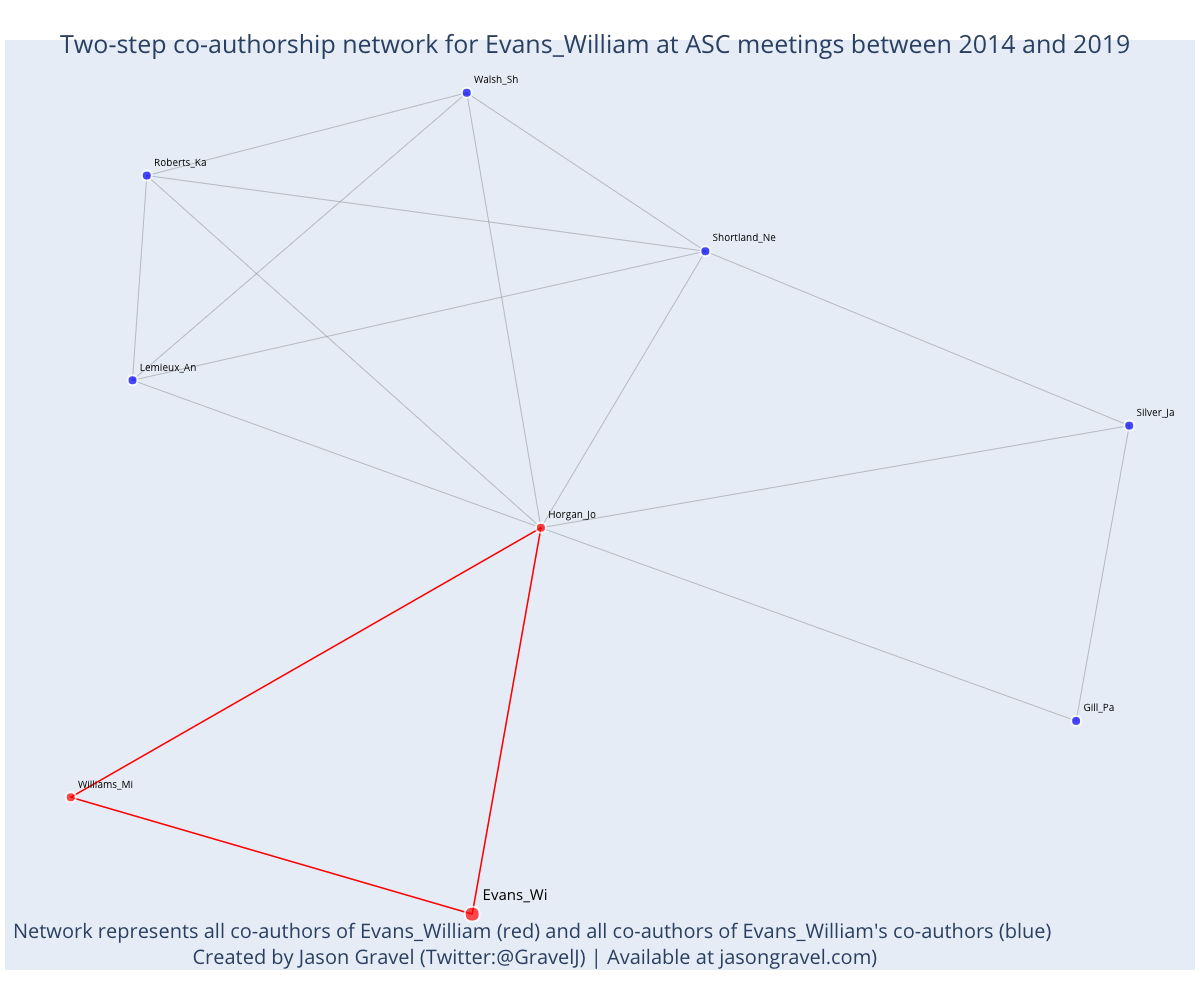 Two-step co-authorship network for Evans_William at ASC meetings between 2014 and 2019
Walsh_Sh
Roberts_Ka
Shortland_Ne
Lemieux_An
Silver_Ja
Horgan_Jo
Gill_Pa
Williams_Mi
Evans_Wi
Network represents all co-authors of Evans_William (red) and all co-authors of Evans_William's co-authors (blue)
Created by Jason Gravel (Twitter:@GravelJ) | Available at jasongravel.com)